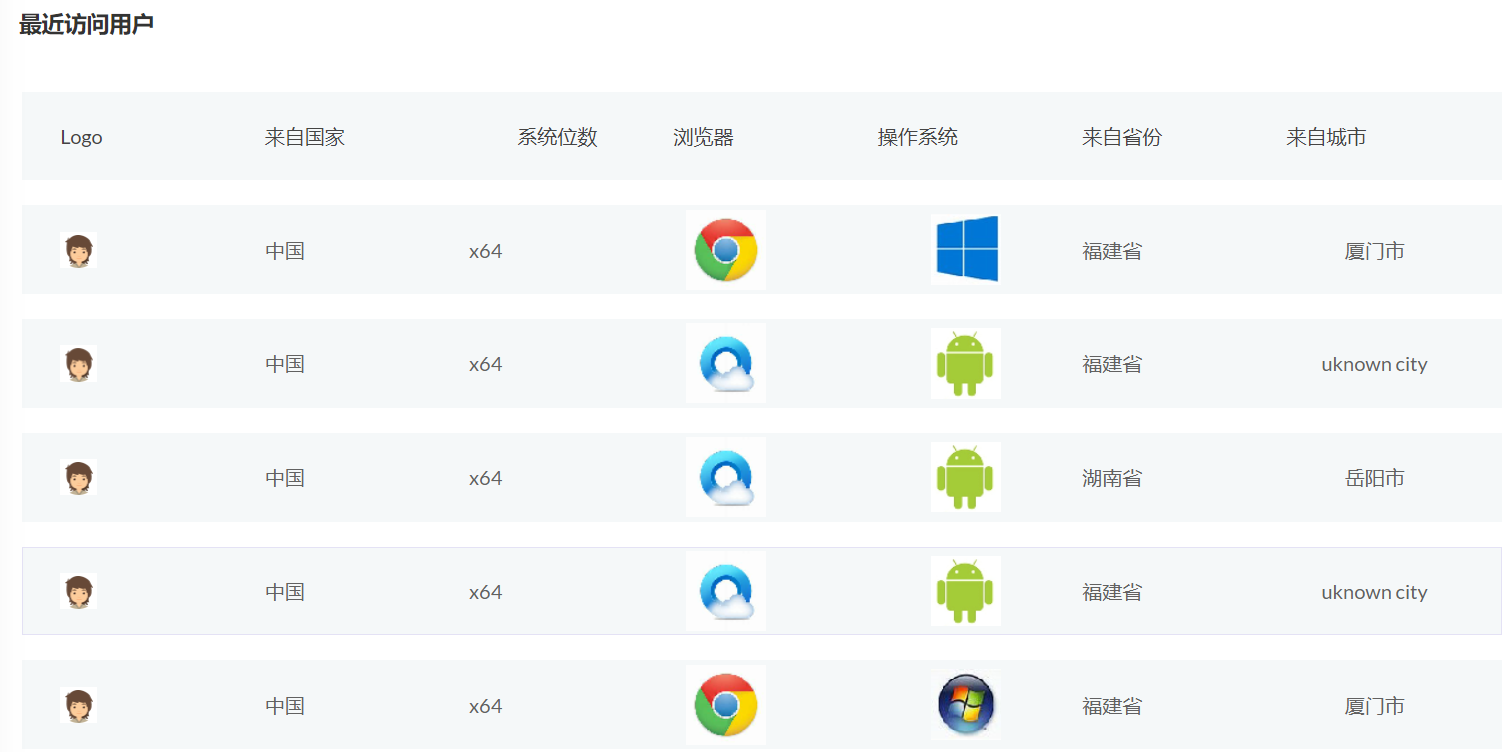 最近访问用户
Logo 来自国家 系统位数 浏览器 操作系统 来自省份 来自城市
中国 x64 福建省 厦门市
中国 x64 福建省 uknown city
中国 x64 湖南省 岳阳市
中国 x64 福建省 uknown city
中国 x64 福建省 厦门市